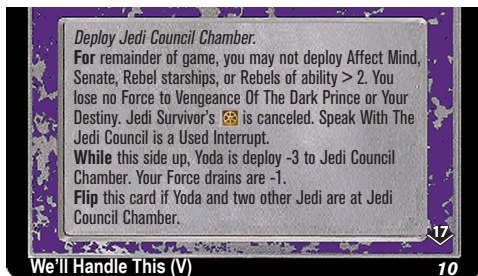 Deploy Jedi Council Chamber.
For remainder of game, you may not deploy Affect Mind,
Senate, Rebel starships, or Rebels of ability > 2. You
lose no Force to Vengeance Of The Dark Prince or Your
Destiny. Jedi Survivor's is canceled. Speak With The
Jedi Council is a Used Interrupt.
While this side up, Yoda is deploy -3 to Jedi Council
Chamber. Your Force drains are -1.
Flip this card if Yoda and two other Jedi are at Jedi
Council Chamber.
17
We'll Handle This (V)
10